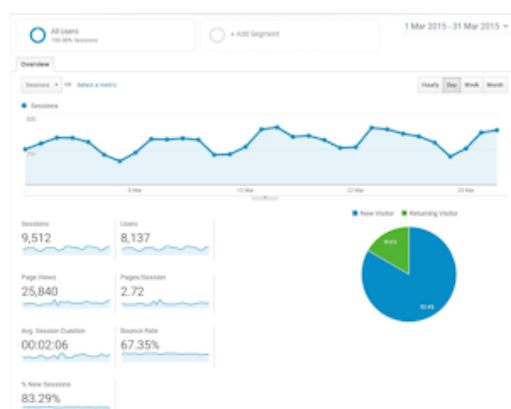 All Users
100.00% Sessions
+ Add Segment
1 Mar 2015 - 31 Mar 2015
Overview
Sessions
VS
Select a metric
Hourly
Day
Week
Month
Sessions
8 Mar
15 Mar
22 Mar
29 Mar
New Visitor
Returning Visitor
Sessions
9,512
Users
8,137
Page Views
25,840
Pages/Session
2.72
Avg. Session Duration
00:02:06
Bounce Rate
67.35%
% New Sessions
83.29%